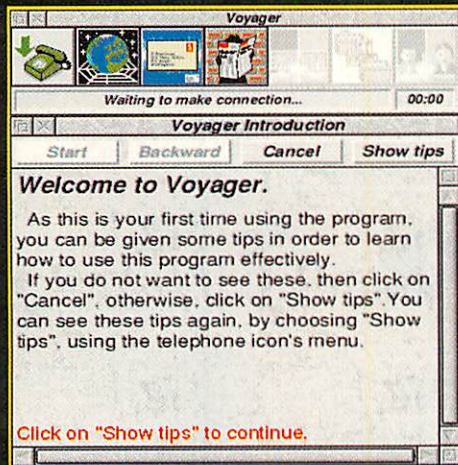 Voyager
Waiting to make connection...
00:00
Voyager Introduction
Start
Backward
Cancel
Show tips
Welcome to Voyager.
As this is your first time using the program,
you can be given some tips in order to learn
how to use this program effectively.
If you do not want to see these, then click on
"Cancel", otherwise, click on "Show tips".You
can see these tips again, by choosing "Show
tips", using the telephone icon's menu.
Click on "Show tips" to continue.